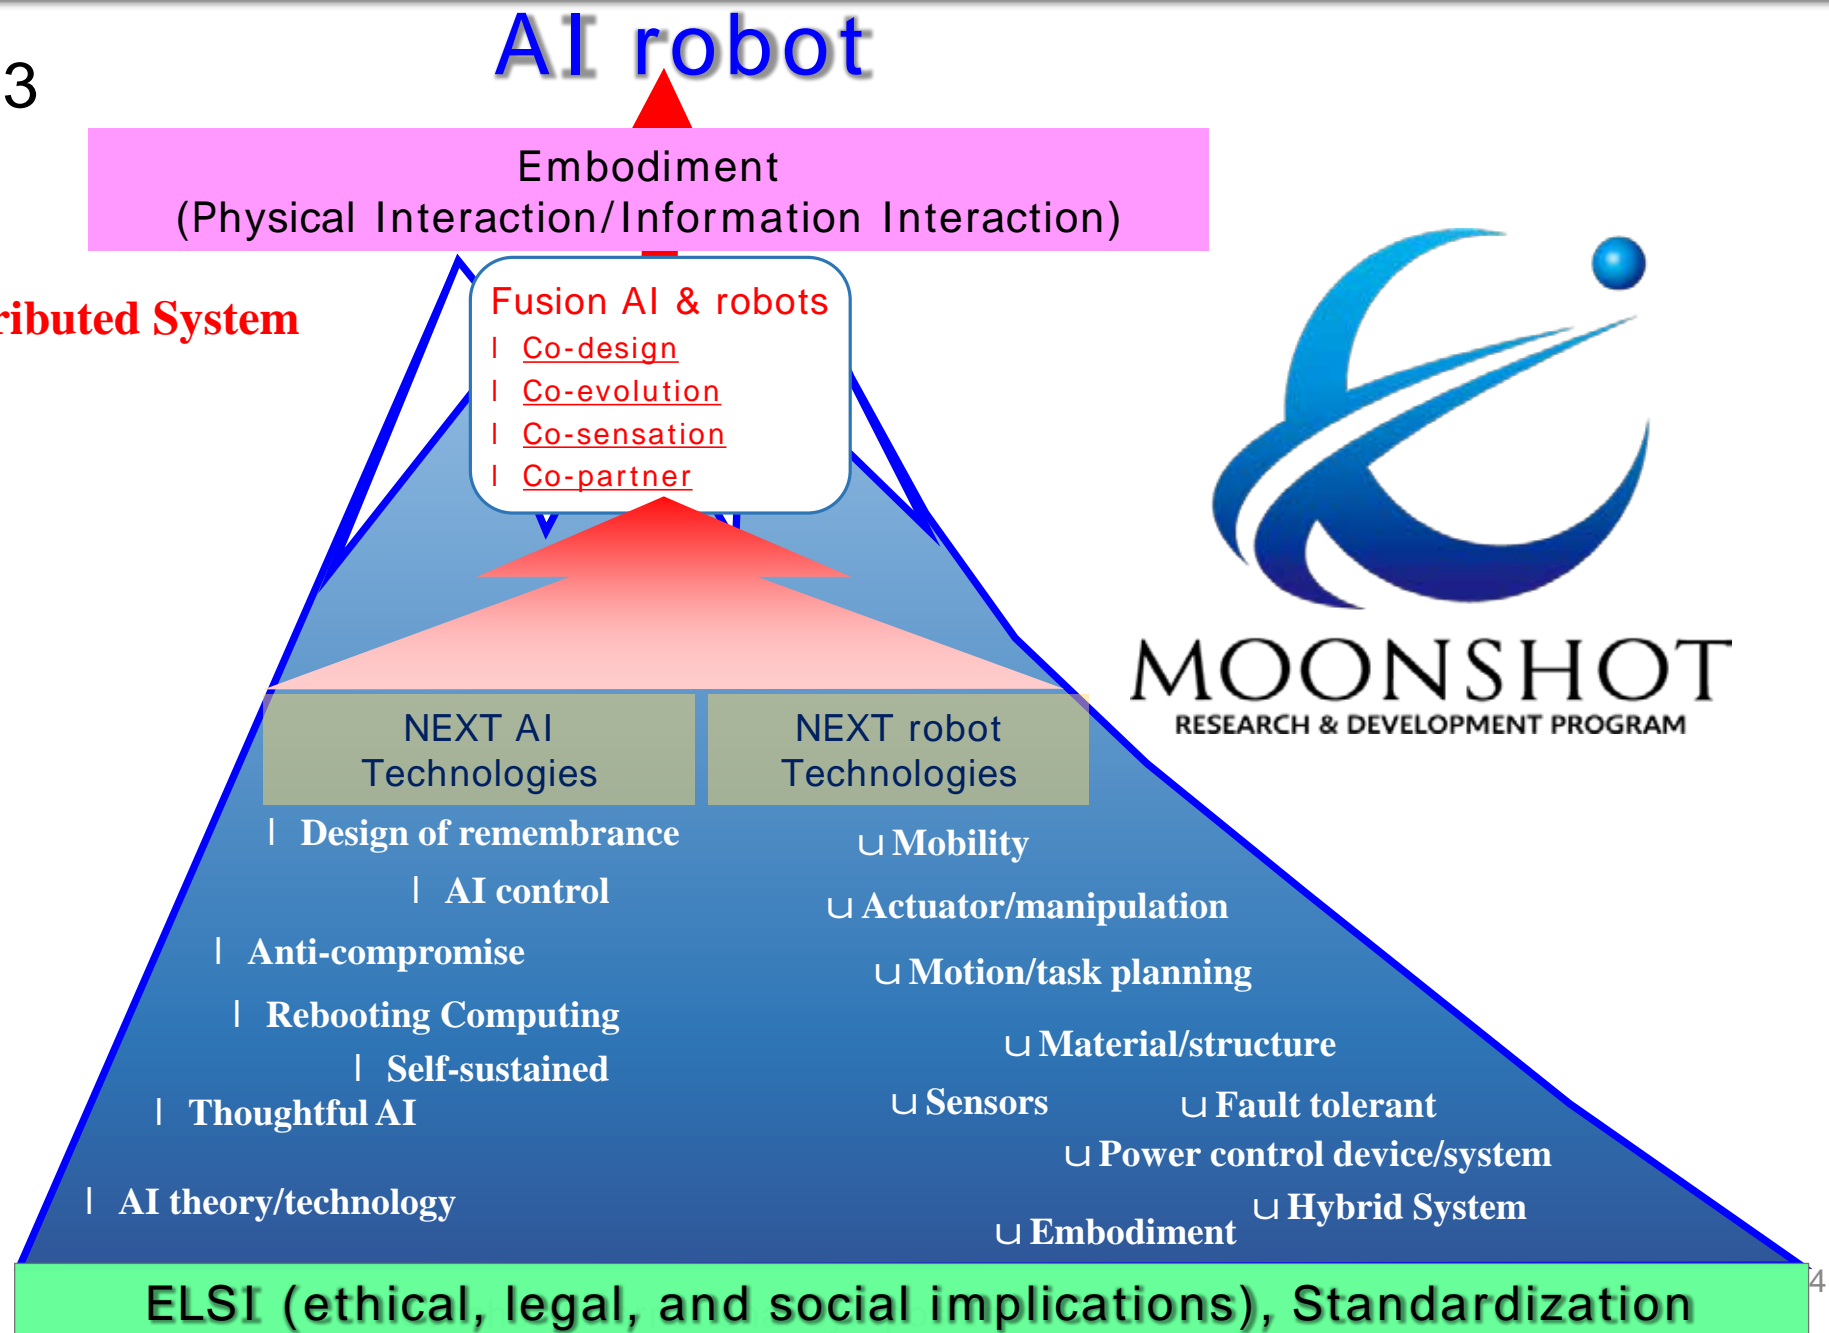 AI robot
3
Embodiment
(Physical Interaction/Information Interaction)
ributed System
Fusion AI & robots
l Co-design
l Co-evolution
l Co-sensation
l Co-partner
MOONSHOT
RESEARCH & DEVELOPMENT PROGRAM
NEXT AI
Technologies
NEXT robot
Technologies
l Design of remembrance
l AI control
l Anti-compromise
l Rebooting Computing
l Self-sustained
l Thoughtful AI
l AI theory/technology
u Mobility
u Actuator/manipulation
u Motion/task planning
u Material/structure
u Sensors
u Fault tolerant
u Power control device/system
u Hybrid System
u Embodiment
ELSI (ethical, legal, and social implications), Standardization
4